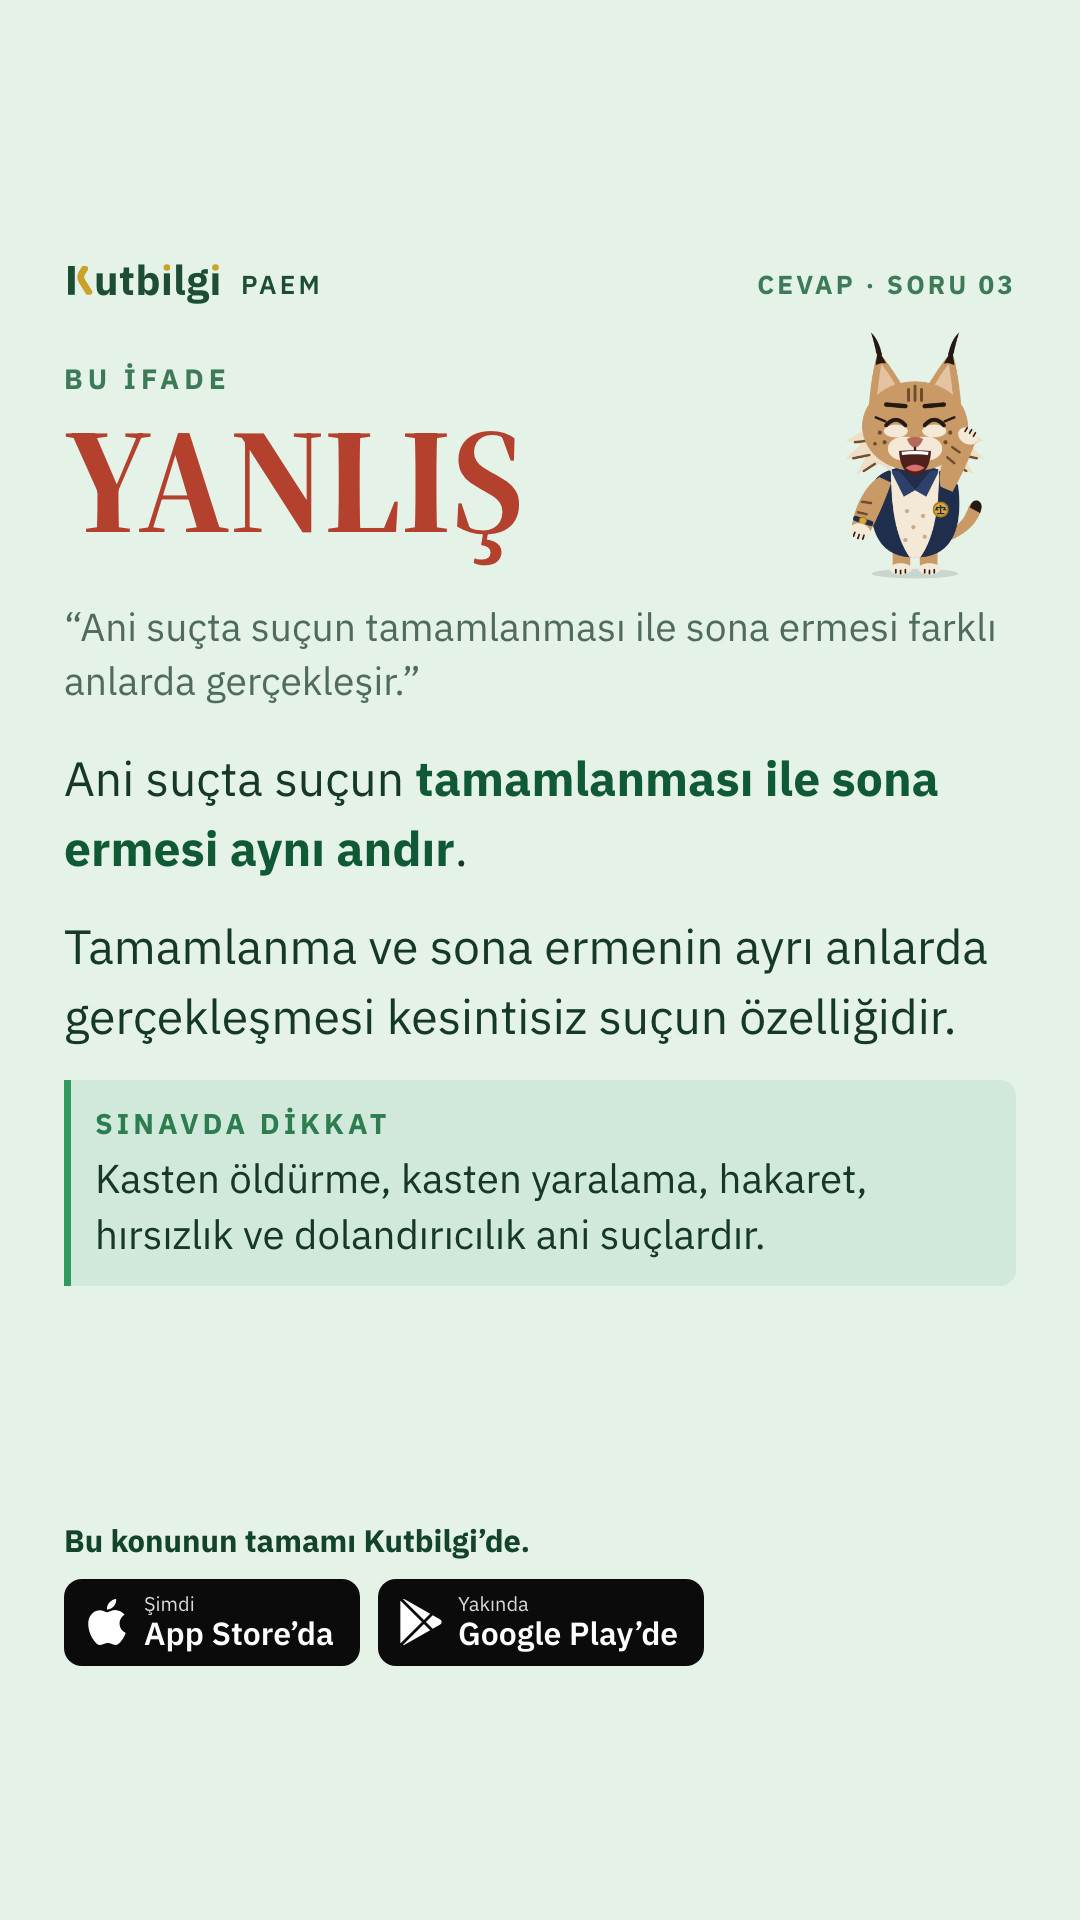 Kutbilgi PAEM
CEVAP · SORU 03
BU İFADE
YANLIŞ
“Ani suçta suçun tamamlanması ile sona ermesi farklı
anlarda gerçekleşir.”
Ani suçta suçun tamamlanması ile sona
ermesi aynı andır.
Tamamlanma ve sona ermenin ayrı anlarda
gerçekleşmesi kesintisiz suçun özelliğidir.
SINAVDA DİKKAT
Kasten öldürme, kasten yaralama, hakaret,
hırsızlık ve dolandırıcılık ani suçlardır.
Bu konunun tamamı Kutbilgi’de.
Şimdi
App Store’da
Yakında
Google Play’de